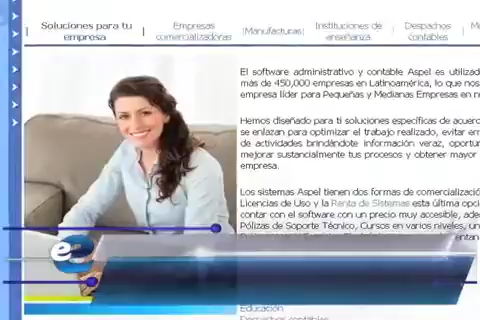 Soluciones para tu empresa
Empresas comercializadoras
Manufacturas
Instituciones de enseñanza
Despachos contables
El software administrativo y contable Aspel es utilizad
más de 450,000 empresas en Latinoamérica, lo que nos
empresa líder para Pequeñas y Medianas Empresas en n
Hemos diseñado para ti soluciones específicas de acuerd
se enlazan para optimizar el trabajo realizado, evitar err
de actividades brindándote información veraz, oportun
mejorar sustancialmente tus procesos y obtener mayor
empresa.
Los sistemas Aspel tienen dos formas de comercializació
Licencias de Uso y la Renta de Sistemas esta última opci
contar con el software con un precio muy accesible, ade
Pólizas de Soporte Técnico, Cursos en varios niveles, un
Educación
Despachos contables